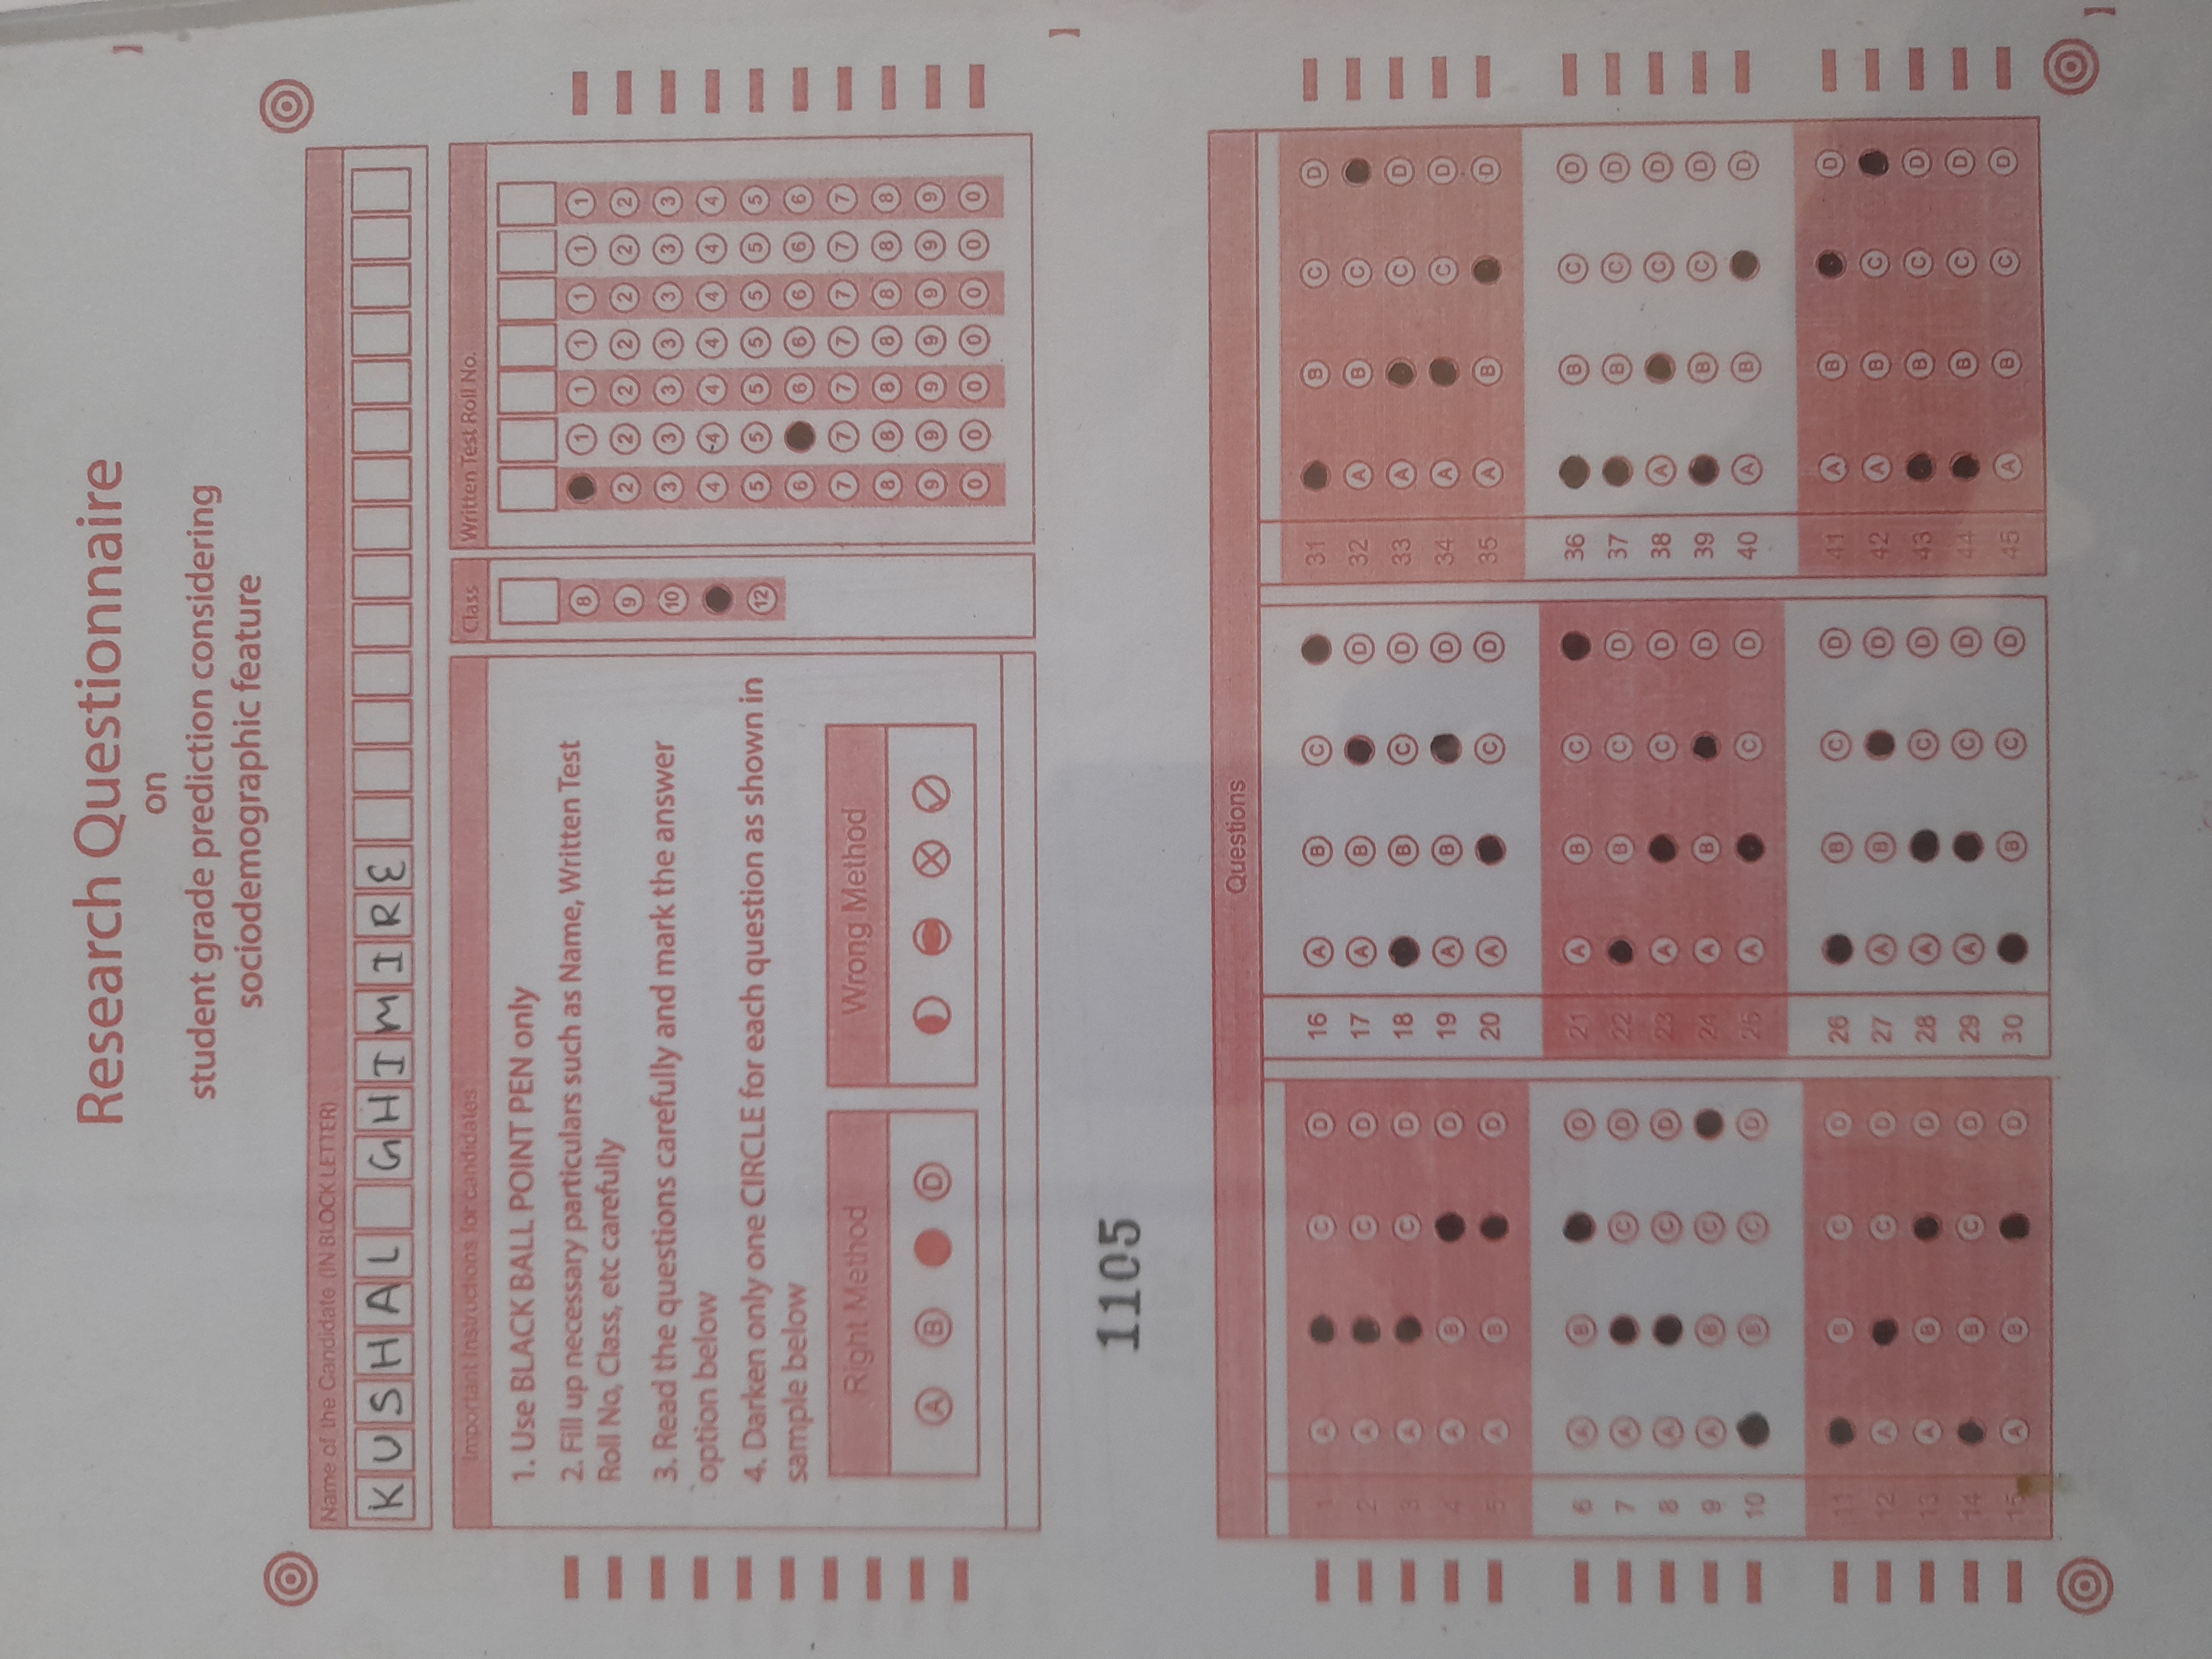 Research Questionnaire
on
student grade prediction considering
sociodemographic feature
Name of the Candidate (IN BLOCK LETTER)
KUSHAL GHIMIRE
Important Instructions for candidates
1. Use BLACK BALL POINT PEN only
2. Fill up necessary particulars such as Name, Written Test
Roll No, Class, etc carefully
3. Read the questions carefully and mark the answer
option below
4. Darken only one CIRCLE for each question as shown in
sample below
Right Method
A B D
Wrong Method
Class
8
9
10
12
Written Test Roll No.
1 1 1 1 1 1
2 2 2 2 2 2 2
3 3 3 3 3 3 3
4 4 4 4 4 4 4
5 5 5 5 5 5 5
6 6 6 6 6 6
7 7 7 7 7 7 7
8 8 8 8 8 8 8
9 9 9 9 9 9 9
0 0 0 0 0 0 0
1105
Questions
1 A C D
2 A C D
3 A C D
4 A B D
5 A B D
6 A B D
7 A C D
8 A C D
9 A B C
10 B C D
11 B C D
12 A C D
13 A B D
14 B C D
15 A B D
16 A B C
17 A B D
18 B C D
19 A B D
20 A C D
21 A B C
22 B C D
23 A C D
24 A B D
25 A C D
26 B C D
27 A B D
28 A C D
29 A C D
30 B C D
31 B C D
32 A B C
33 A C D
34 A C D
35 A B D
36 B C D
37 B C D
38 A C D
39 B C D
40 A B D
41 A B D
42 A B C
43 B C D
44 B C D
45 A B C D